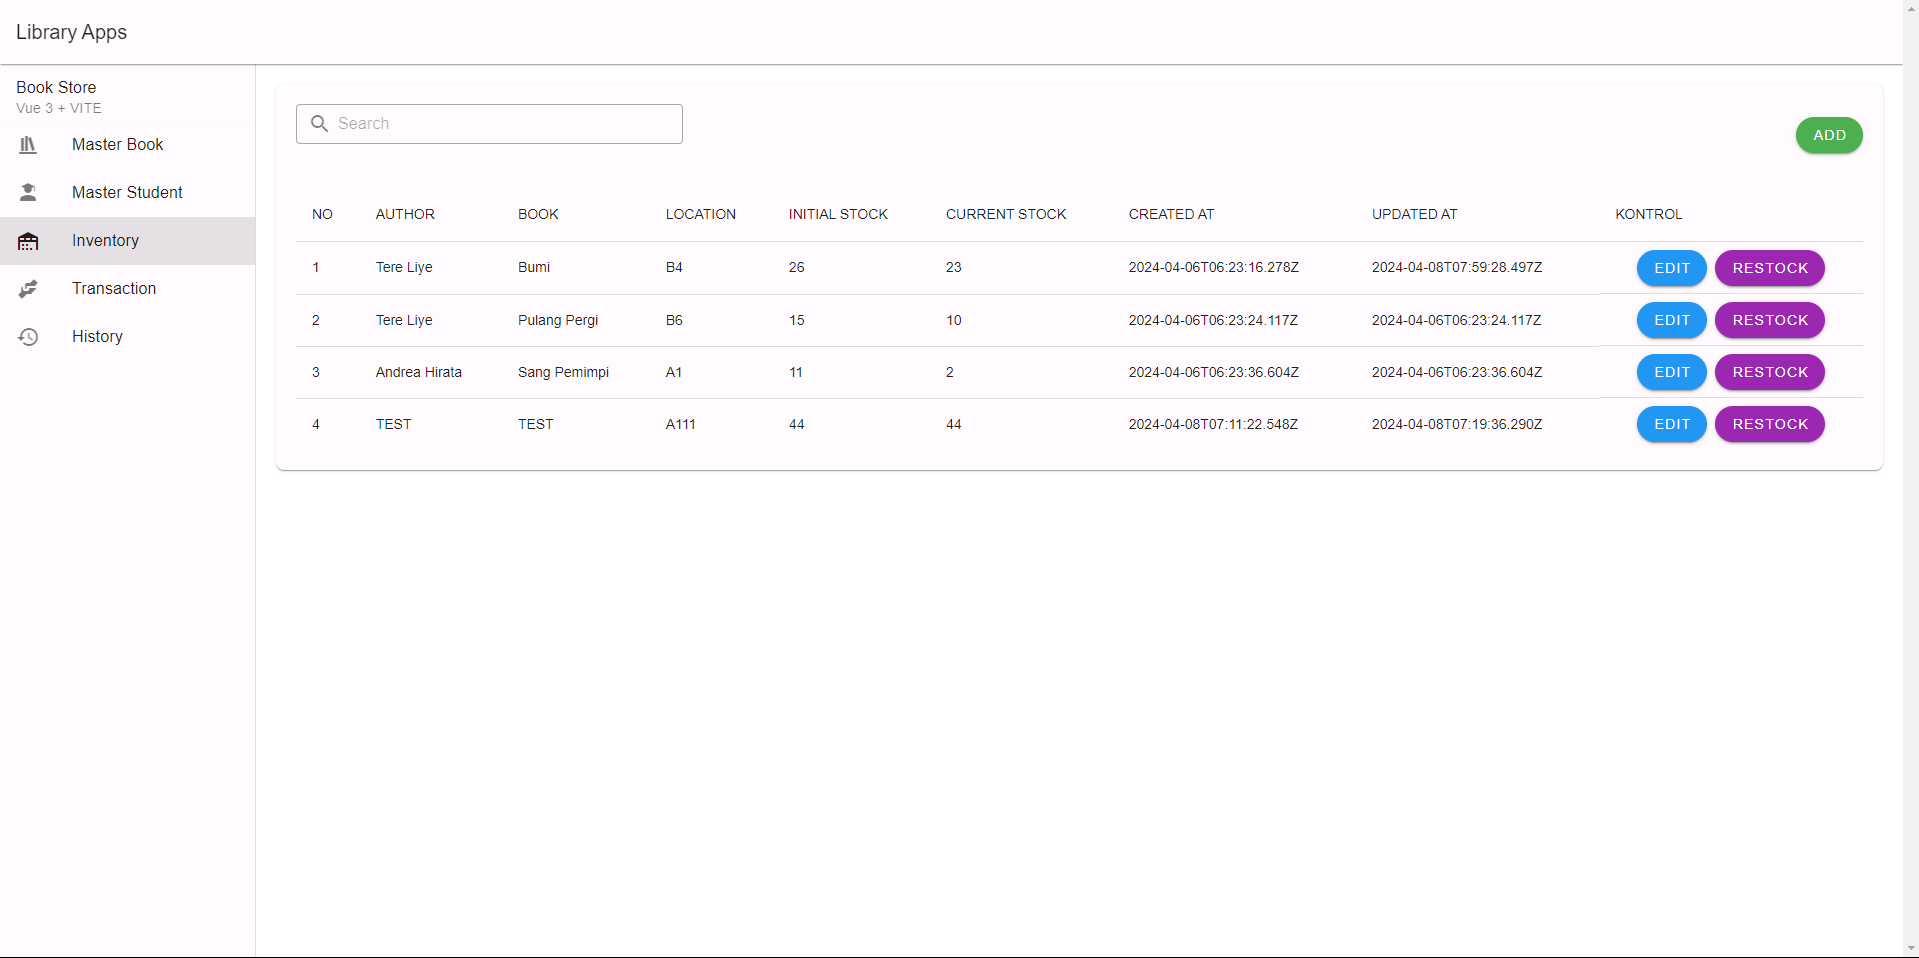 Library Apps
Book Store
Vue 3 + VITE
Master Book
Master Student
Inventory
Transaction
History
Search
ADD
NO AUTHOR BOOK LOCATION INITIAL STOCK CURRENT STOCK CREATED AT UPDATED AT KONTROL
1 Tere Liye Bumi B4 26 23 2024-04-06T06:23:16.278Z 2024-04-08T07:59:28.497Z EDIT RESTOCK
2 Tere Liye Pulang Pergi B6 15 10 2024-04-06T06:23:24.117Z 2024-04-06T06:23:24.117Z EDIT RESTOCK
3 Andrea Hirata Sang Pemimpi A1 11 2 2024-04-06T06:23:36.604Z 2024-04-06T06:23:36.604Z EDIT RESTOCK
4 TEST TEST A111 44 44 2024-04-08T07:11:22.548Z 2024-04-08T07:19:36.290Z EDIT RESTOCK